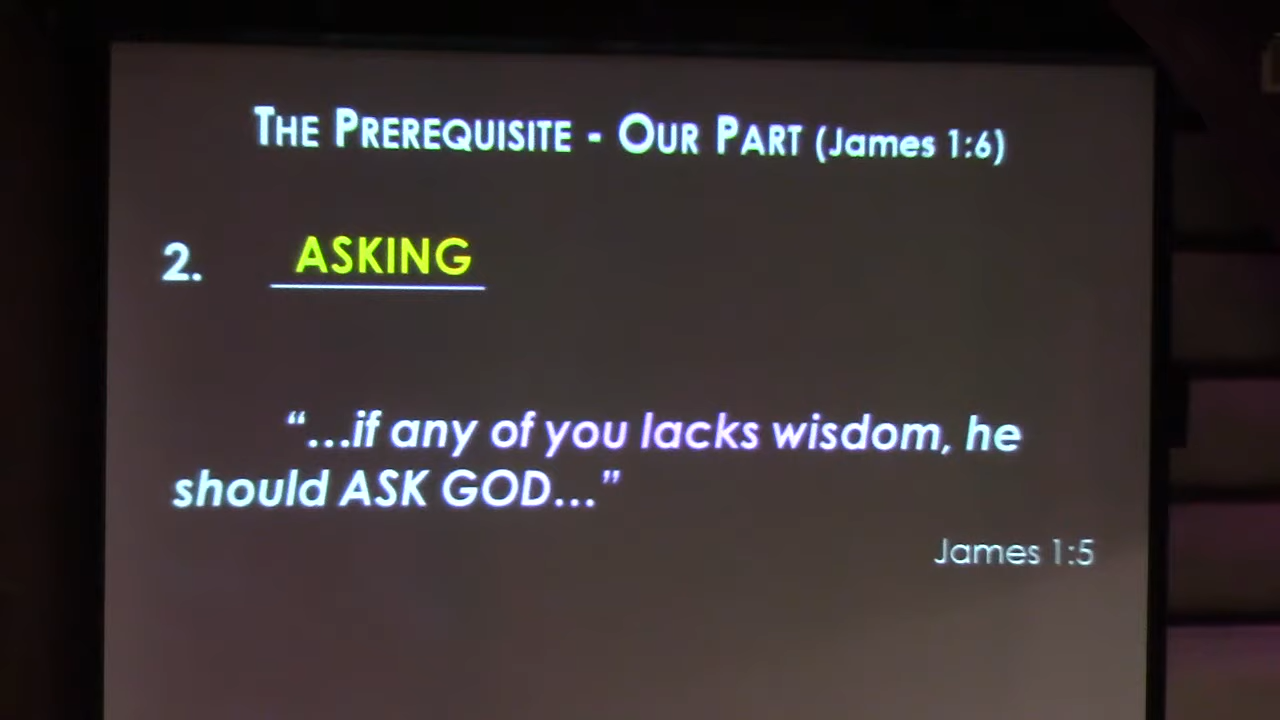 THE PREREQUISITE - OUR PART (James 1:6)
2. ASKING
“...if any of you lacks wisdom, he
should ASK GOD...”
James 1:5